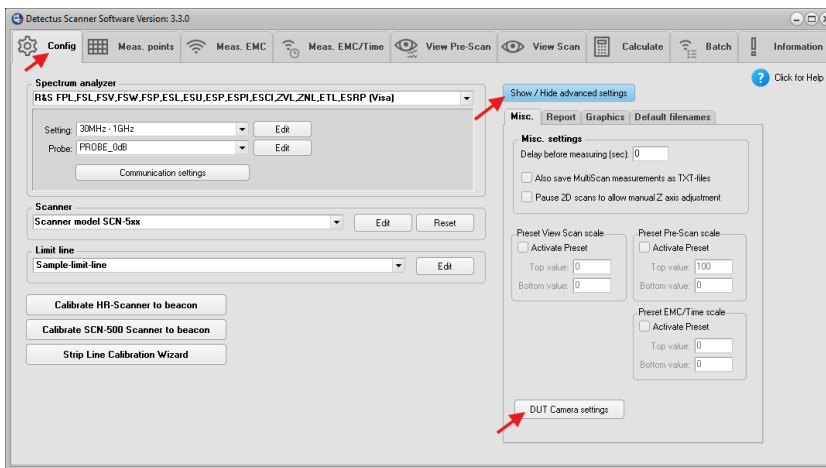 Detectus Scanner Software Version: 3.3.0
Config
Meas. points
Meas. EMC
Meas. EMC/Time
View Pre-Scan
View Scan
Calculate
Batch
Information
Click for Help
Spectrum analyzer
R&S FPL,FSL,FSV,FSW,FSP,ESL,ESU,ESP,ESPI,ESCI,ZVL,ZNL,ETL,ESRP (Visa)
Setting: 30MHz - 1GHz
Edit
Probe: PROBE_0dB
Edit
Communication settings
Scanner
Scanner model SCN-5xx
Edit
Reset
Limit line
Sample-limit-line
Edit
Calibrate HR-Scanner to beacon
Calibrate SCN-500 Scanner to beacon
Strip Line Calibration Wizard
Show / Hide advanced settings
Misc.
Report
Graphics
Default filenames
Misc. settings
Delay before measuring (sec): 0
Also save MultiScan measurements as TXT-files
Pause 2D scans to allow manual Z axis adjustment
Preset View Scan scale
Activate Preset
Top value: 0
Bottom value: 0
Preset Pre-Scan scale
Activate Preset
Top value: 100
Bottom value: 0
Preset EMC/Time scale
Activate Preset
Top value: 0
Bottom value: 0
DUT Camera settings